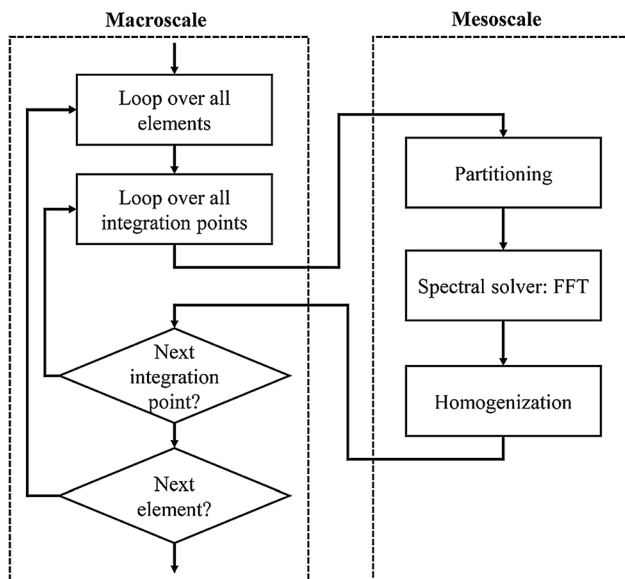 Macroscale
Mesoscale
Loop over all
elements
Loop over all
integration points
Partitioning
Spectral solver: FFT
Homogenization
Next
integration
point?
Next
element?